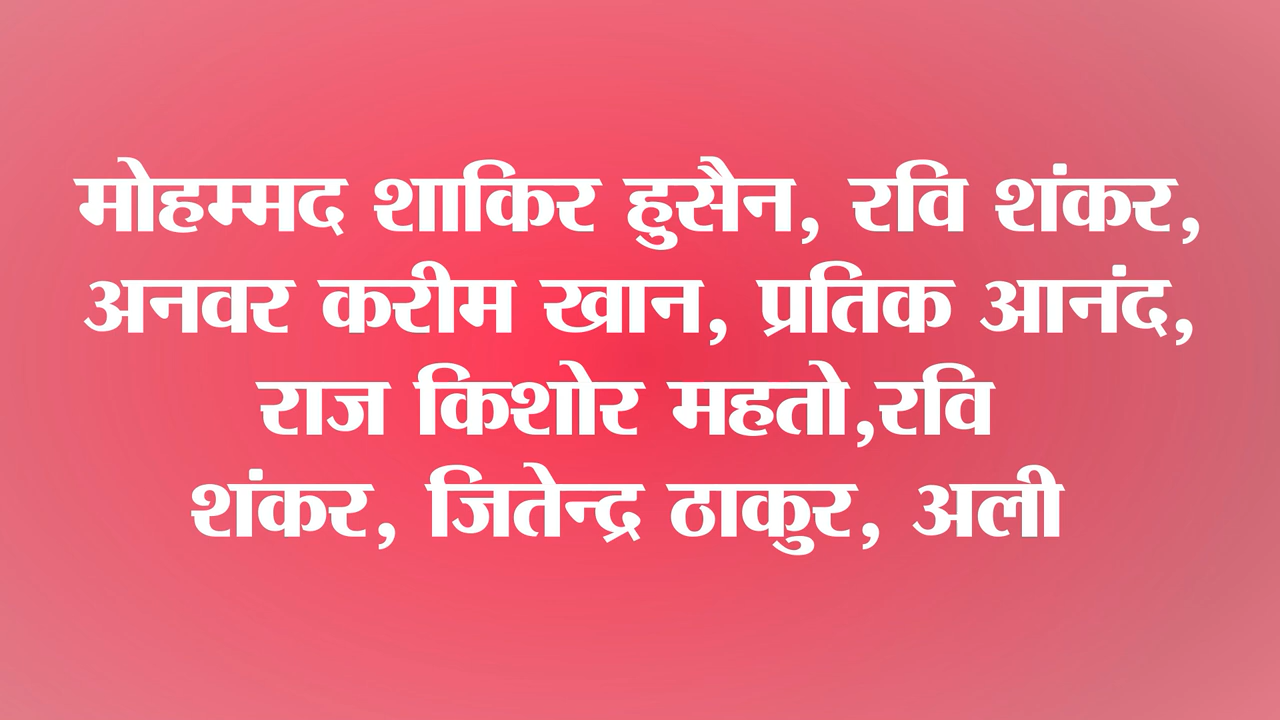 मोहम्मद शाकिर हुसैन, रवि शंकर,
अनवर करीम खान, प्रतिक आनंद,
राज किशोर महतो,रवि
शंकर, जितेन्द्र ठाकुर, अली